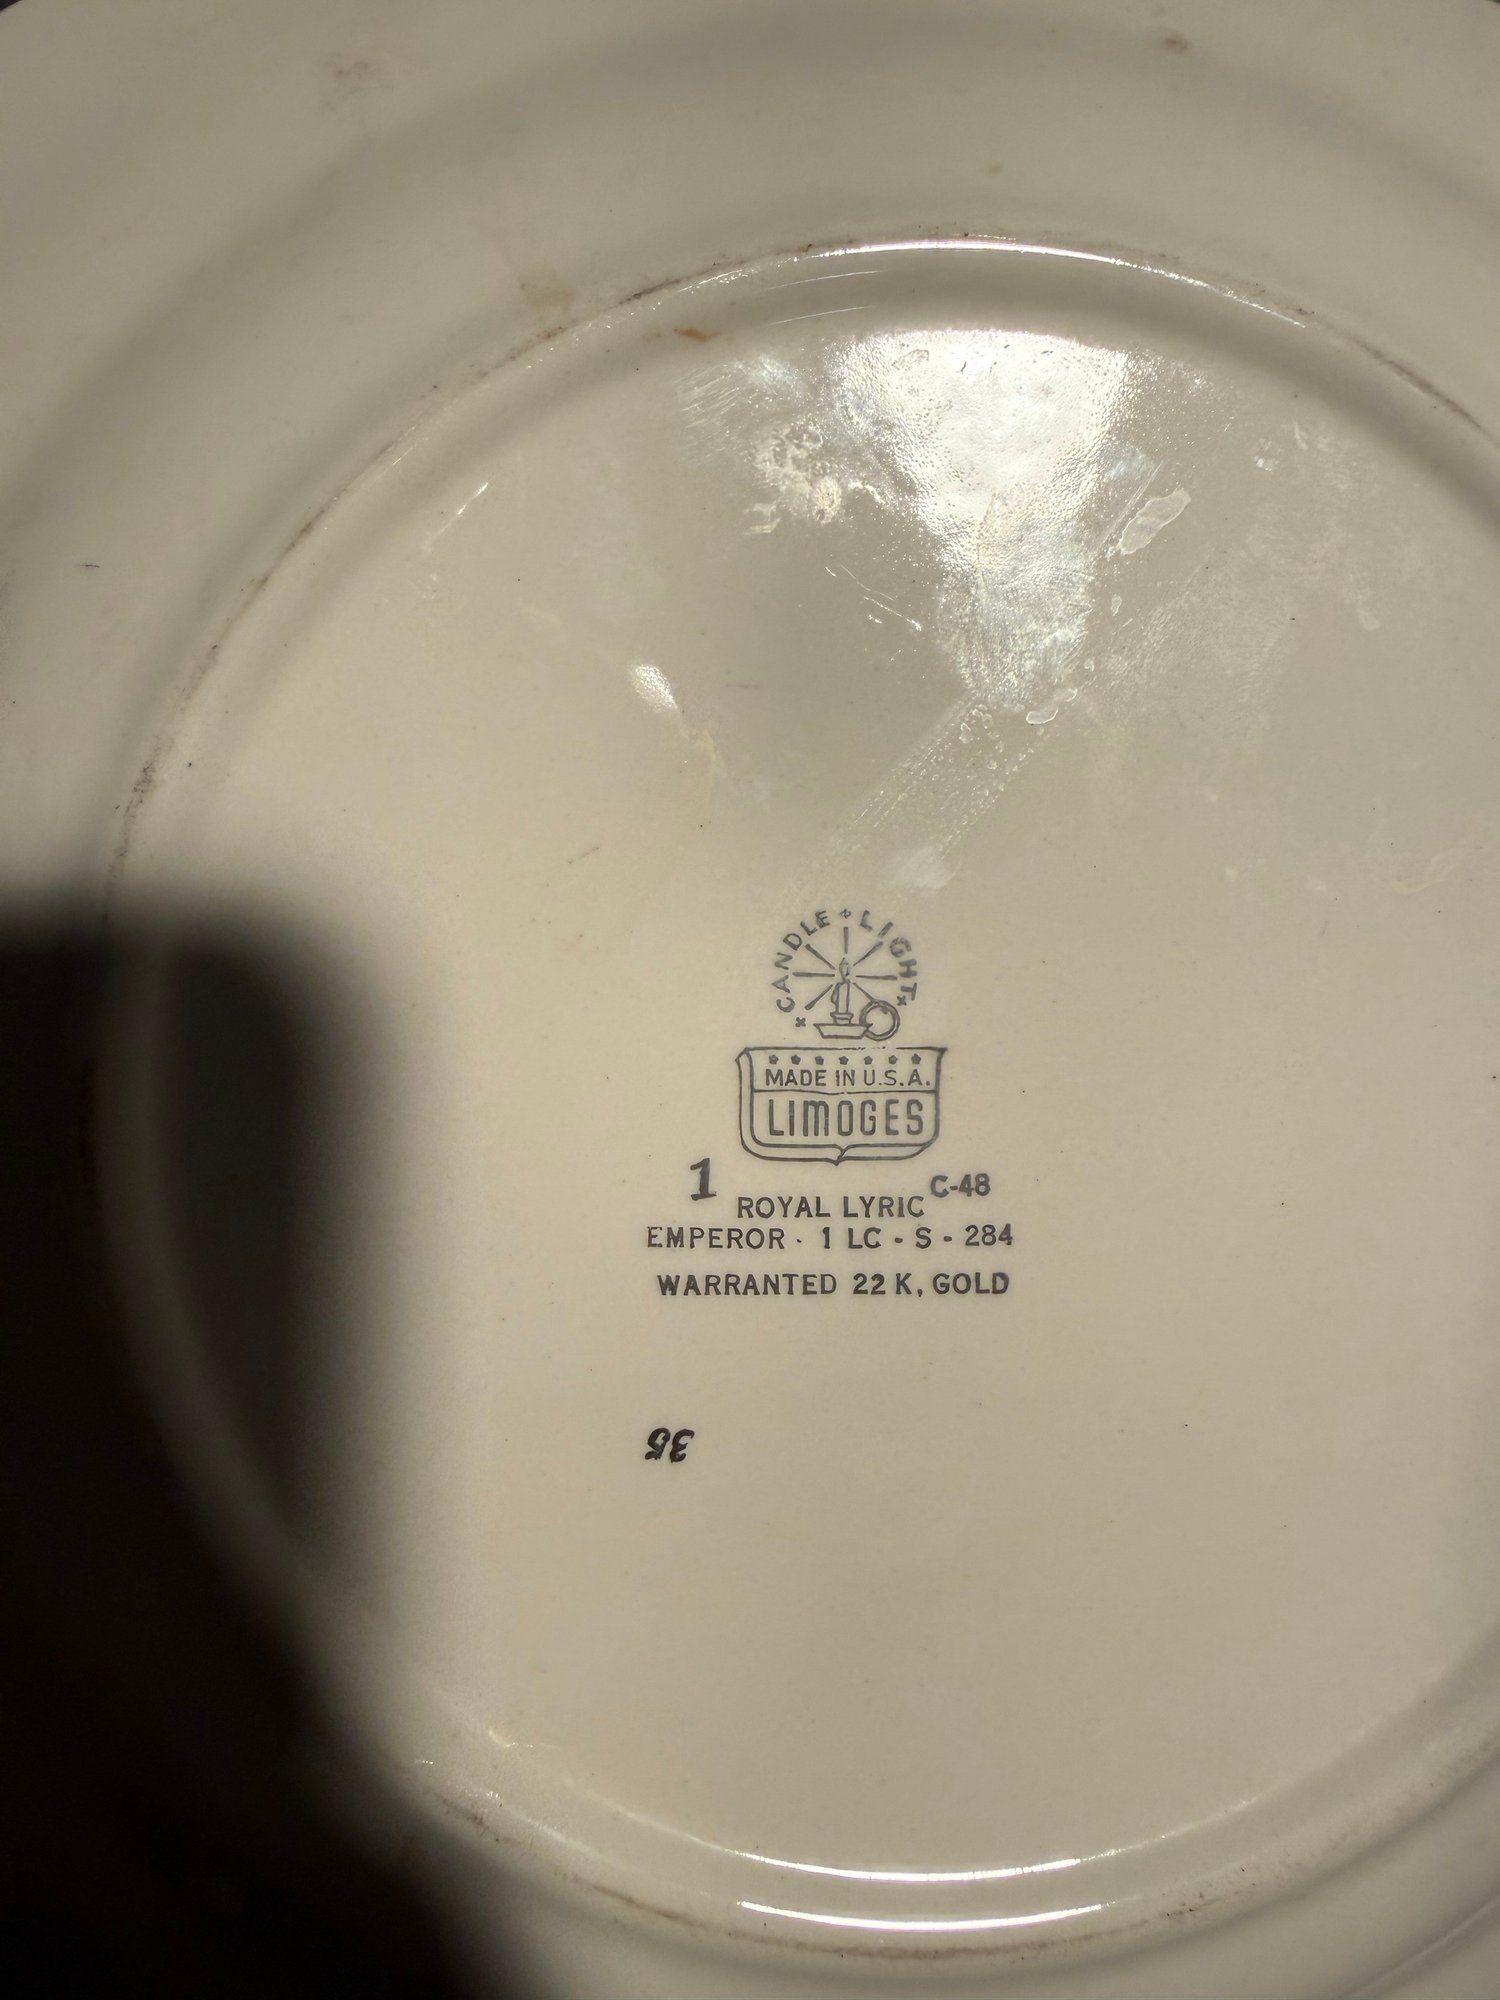 CANDLE + LIGHT
MADE IN U.S.A.
LIMOGES
1 C-48
ROYAL LYRIC
EMPEROR - 1 LC - S - 284
WARRANTED 22 K. GOLD
35